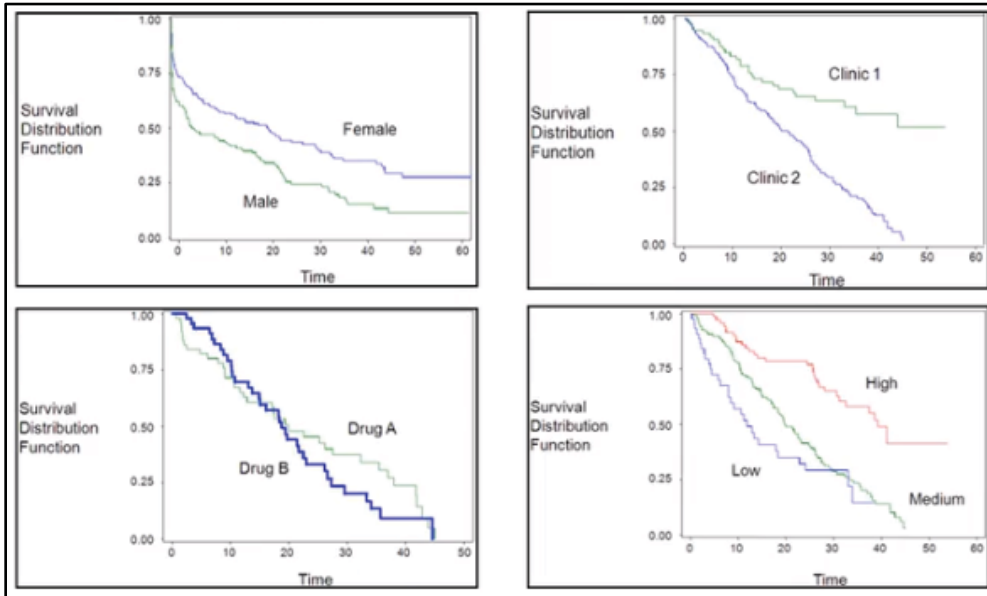 1.00
0.75
Survival
Distribution
Function
0.50
Female
0.25
Male
0.00
0 10 20 30 40 50 60
Time
1.00
Clinic 1
0.75
Survival
Distribution
Function
0.50
Clinic 2
0.25
0.00
0 10 20 30 40 50 60
Time
1.00
0.75
Survival
Distribution
Function
0.50
Drug A
Drug B
0.25
0.00
0 10 20 30 40 50
Time
1.00
0.75
High
Survival
Distribution
Function
0.50
Low
0.25
Medium
0.00
0 10 20 30 40 50 60
Time